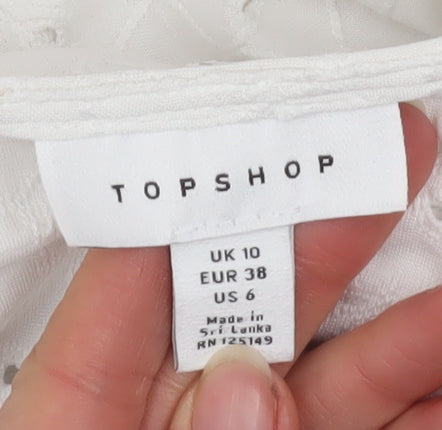 TOPSHOP
UK 10
EUR 38
US 6
Made in
Sri Lanka
RN 125149